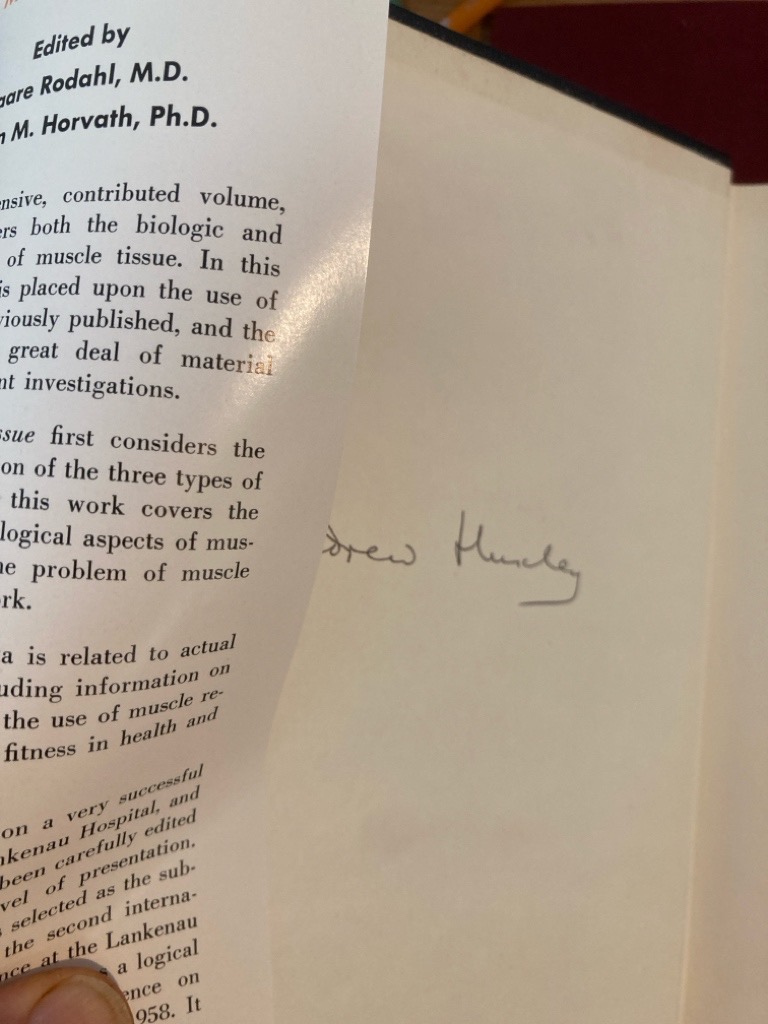 Edited by
aare Rodahl, M.D.
M. Horvath, Ph.D.
ensive, contributed volume,
ers both the biologic and
of muscle tissue. In this
is placed upon the use of
viously published, and the
great deal of material
nt investigations.
ssue first considers the
on of the three types of
this work covers the
logical aspects of mus-
ne problem of muscle
rk.
a is related to actual
uding information on
the use of muscle re-
fitness in health and
on a very successful
nkenau Hospital, and
been carefully edited
vel of presentation.
selected as the sub-
the second interna-
nce at the Lankenau
s a logical
ence on
958. It
drew Huxley